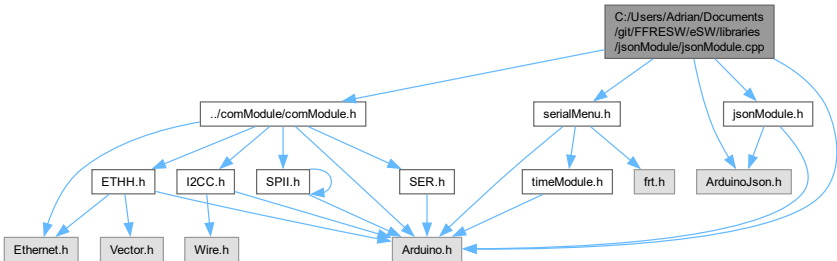 C:/Users/Adrian/Documents
/git/FFRESW/eSW/libraries
/jsonModule/jsonModule.cpp
../comModule/comModule.h
serialMenu.h
jsonModule.h
ETHH.h
I2CC.h
SPII.h
SER.h
timeModule.h
frt.h
ArduinoJson.h
Ethernet.h
Vector.h
Wire.h
Arduino.h